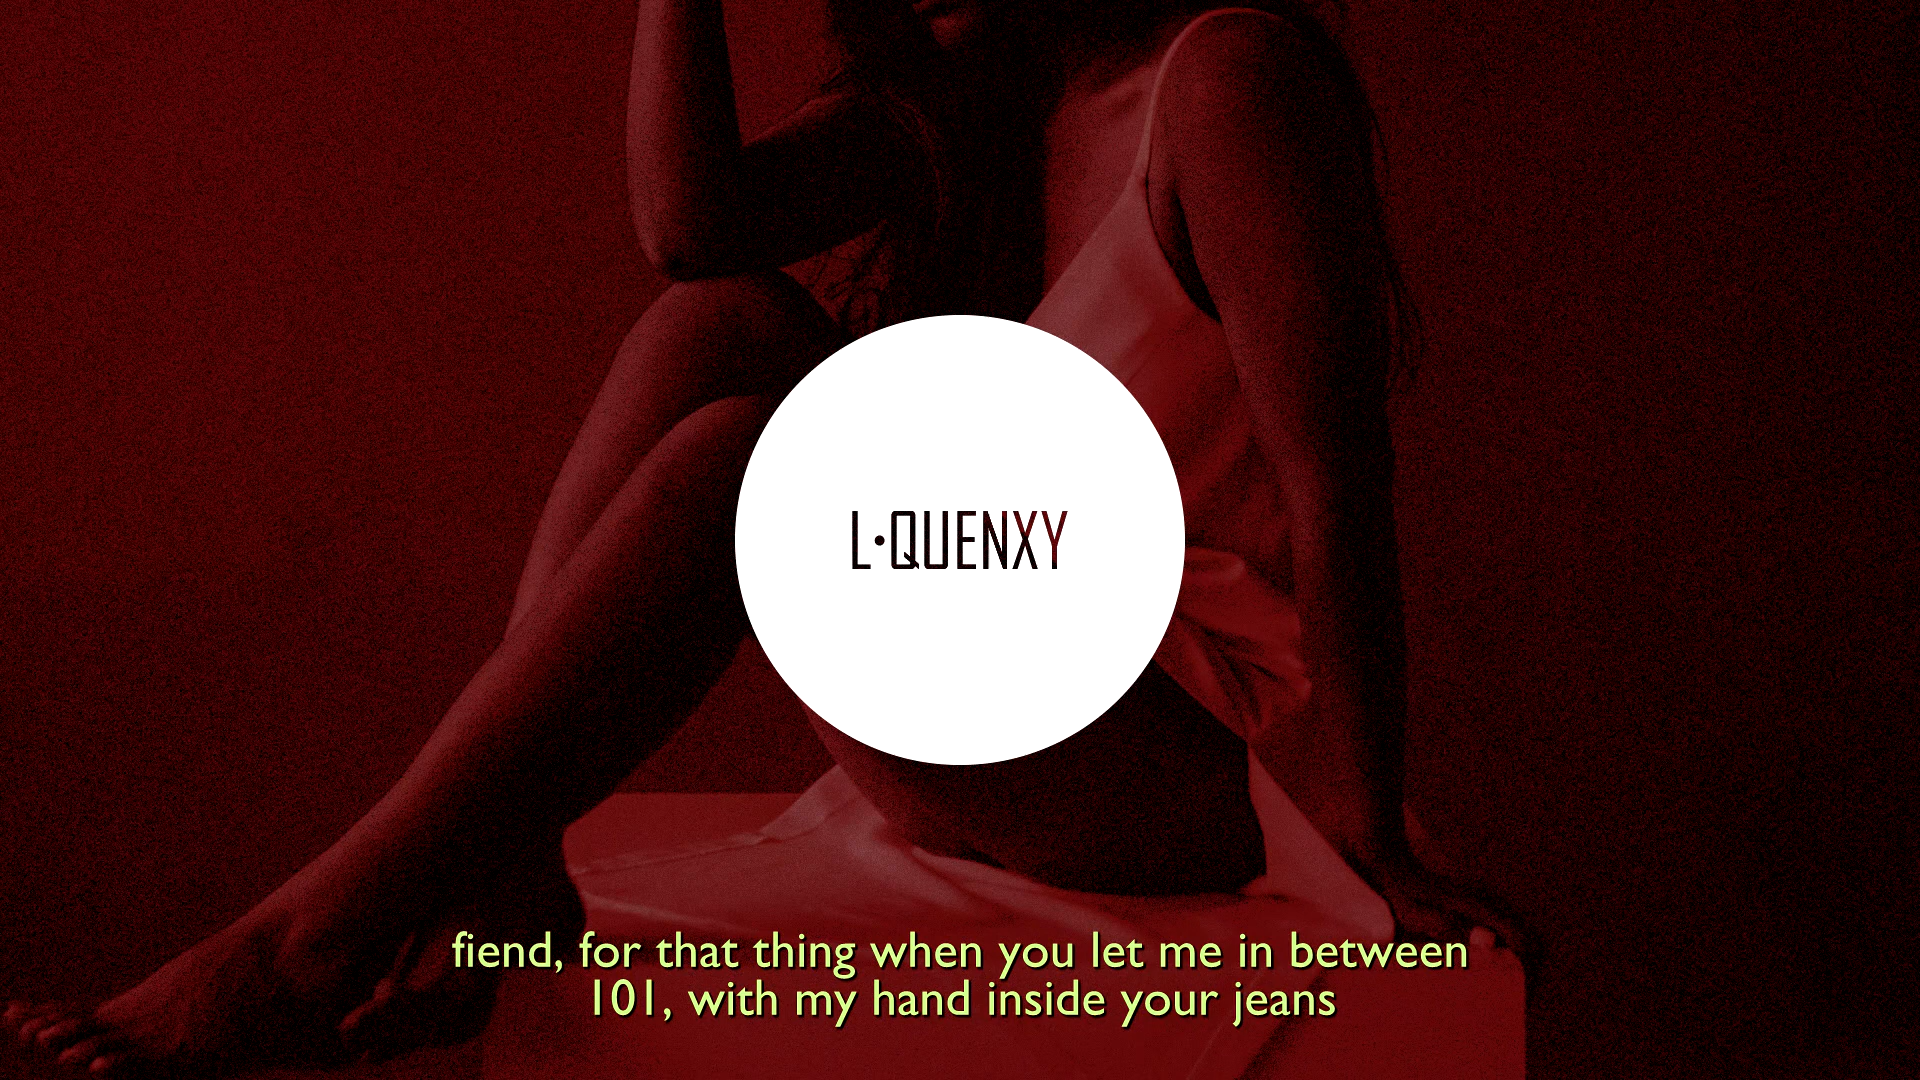 L·QUENXY
fiend, for that thing when you let me in between
101, with my hand inside your jeans